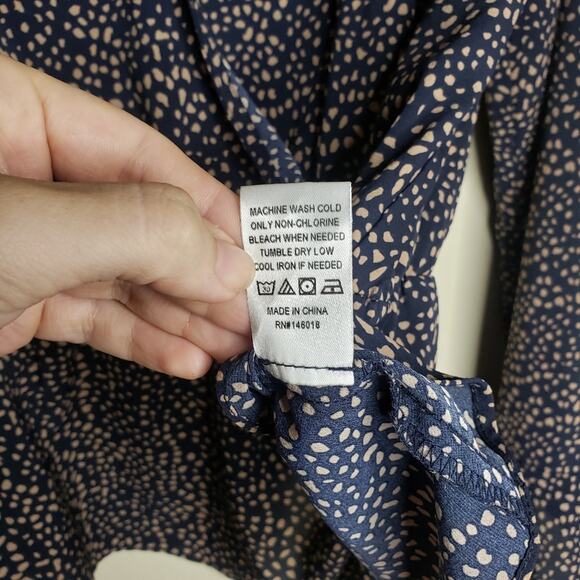 MACHINE WASH COLD
ONLY NON-CHLORINE
BLEACH WHEN NEEDED
TUMBLE DRY LOW
COOL IRON IF NEEDED
30
MADE IN CHINA
RN#146018